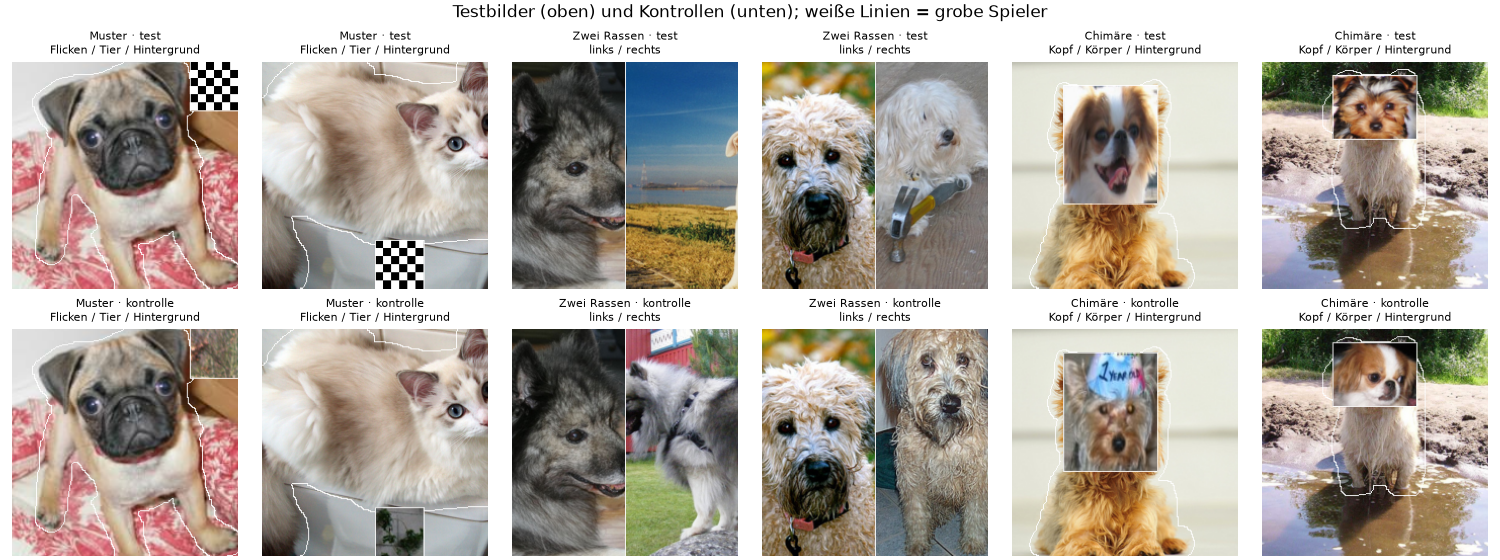 Testbilder (oben) und Kontrollen (unten); weiße Linien = grobe Spieler
Muster · test
Flicken / Tier / Hintergrund
Muster · test
Flicken / Tier / Hintergrund
Zwei Rassen · test
links / rechts
Zwei Rassen · test
links / rechts
Chimäre · test
Kopf / Körper / Hintergrund
Chimäre · test
Kopf / Körper / Hintergrund
Muster · kontrolle
Flicken / Tier / Hintergrund
Muster · kontrolle
Flicken / Tier / Hintergrund
Zwei Rassen · kontrolle
links / rechts
Zwei Rassen · kontrolle
links / rechts
Chimäre · kontrolle
Kopf / Körper / Hintergrund
Chimäre · kontrolle
Kopf / Körper / Hintergrund